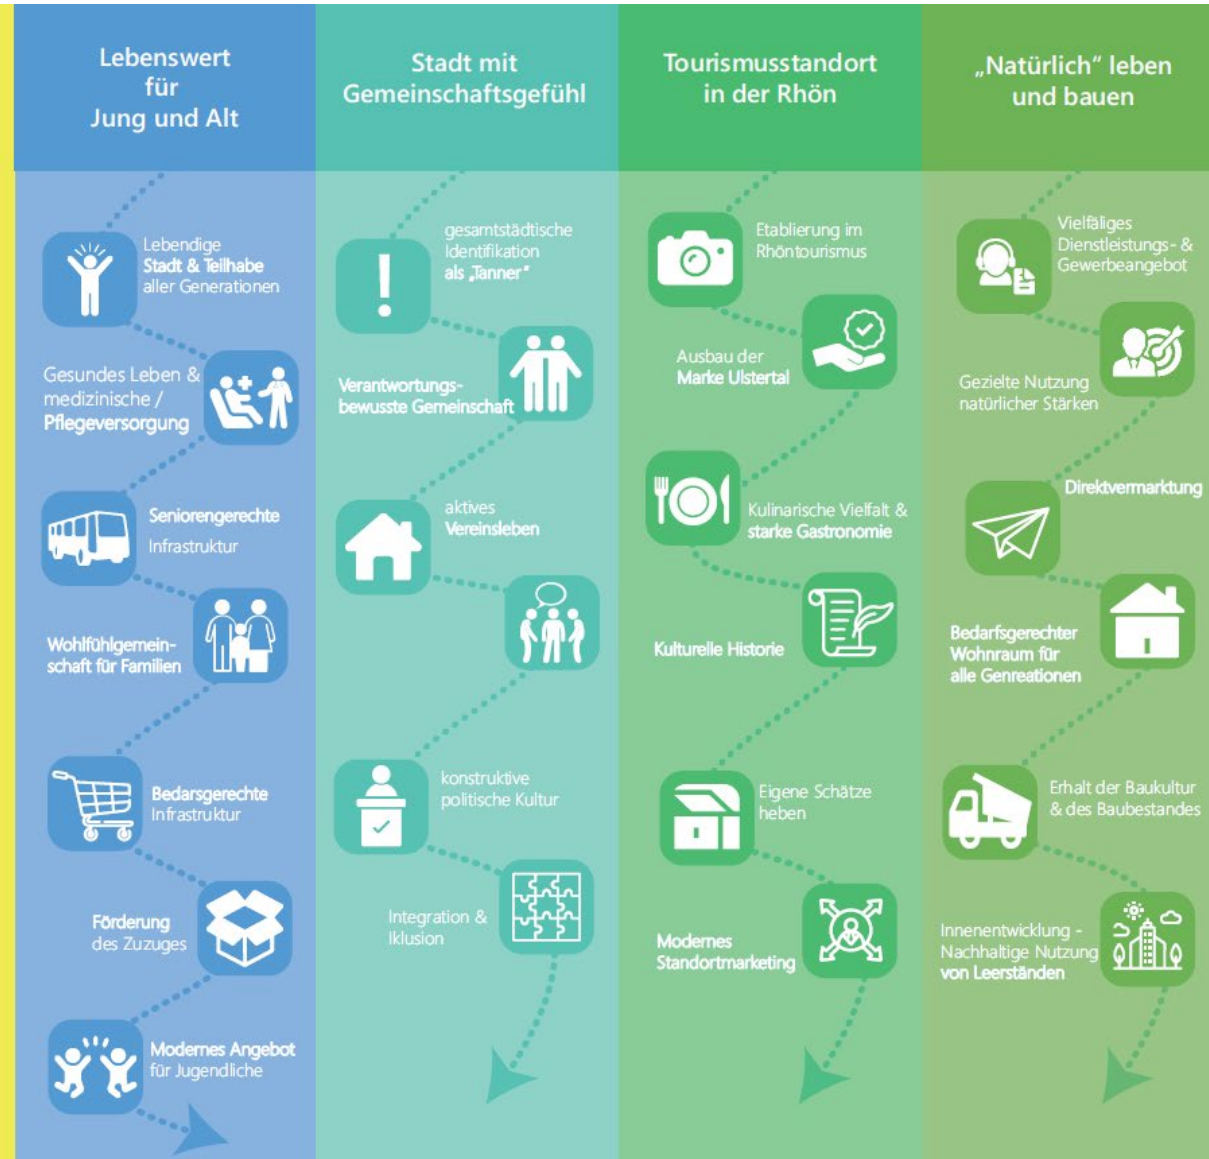 Lebenswert
für
Jung und Alt
Lebendige
Stadt & Teilhabe
aller Generationen
Gesundes Leben &
medizinische /
Pflegeversorgung
Seniorengerechte
Infrastruktur
Wohlfühlgemein-
schaft für Familien
Bedarsgerechte
Infrastruktur
Förderung
des Zuzuges
Modernes Angebot
für Jugendliche
Stadt mit
Gemeinschaftsgefühl
gesamtstädtische
Identifikation
als „Tanner“
Verantwortungs-
bewusste Gemeinschaft
aktives
Vereinsleben
konstruktive
politische Kultur
Integration &
Iklusion
Tourismusstandort
in der Rhön
Etablierung im
Rhöntourismus
Ausbau der
Marke Ulstertal
Kulinarische Vielfalt &
starke Gastronomie
Kulturelle Historie
Eigene Schätze
heben
Modernes
Standortmarketing
„Natürlich“ leben
und bauen
Vielfäliges
Dienstleistungs- &
Gewerbeangebot
Gezielte Nutzung
natürlicher Stärken
Direktvermarktung
Bedarfsgerechter
Wohnraum für
alle Genreationen
Erhalt der Baukultur
& des Baubestandes
Innenentwicklung -
Nachhaltige Nutzung
von Leerständen